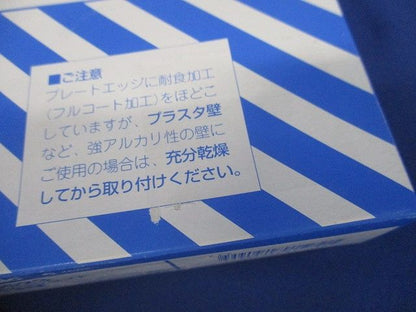 ■ご注意
プレートエッジに耐食加工
(フルコート加工)をほどこ
していますが、プラスタ壁
など、強アルカリ性の壁に
ご使用の場合は、充分乾燥
してから取り付けください。